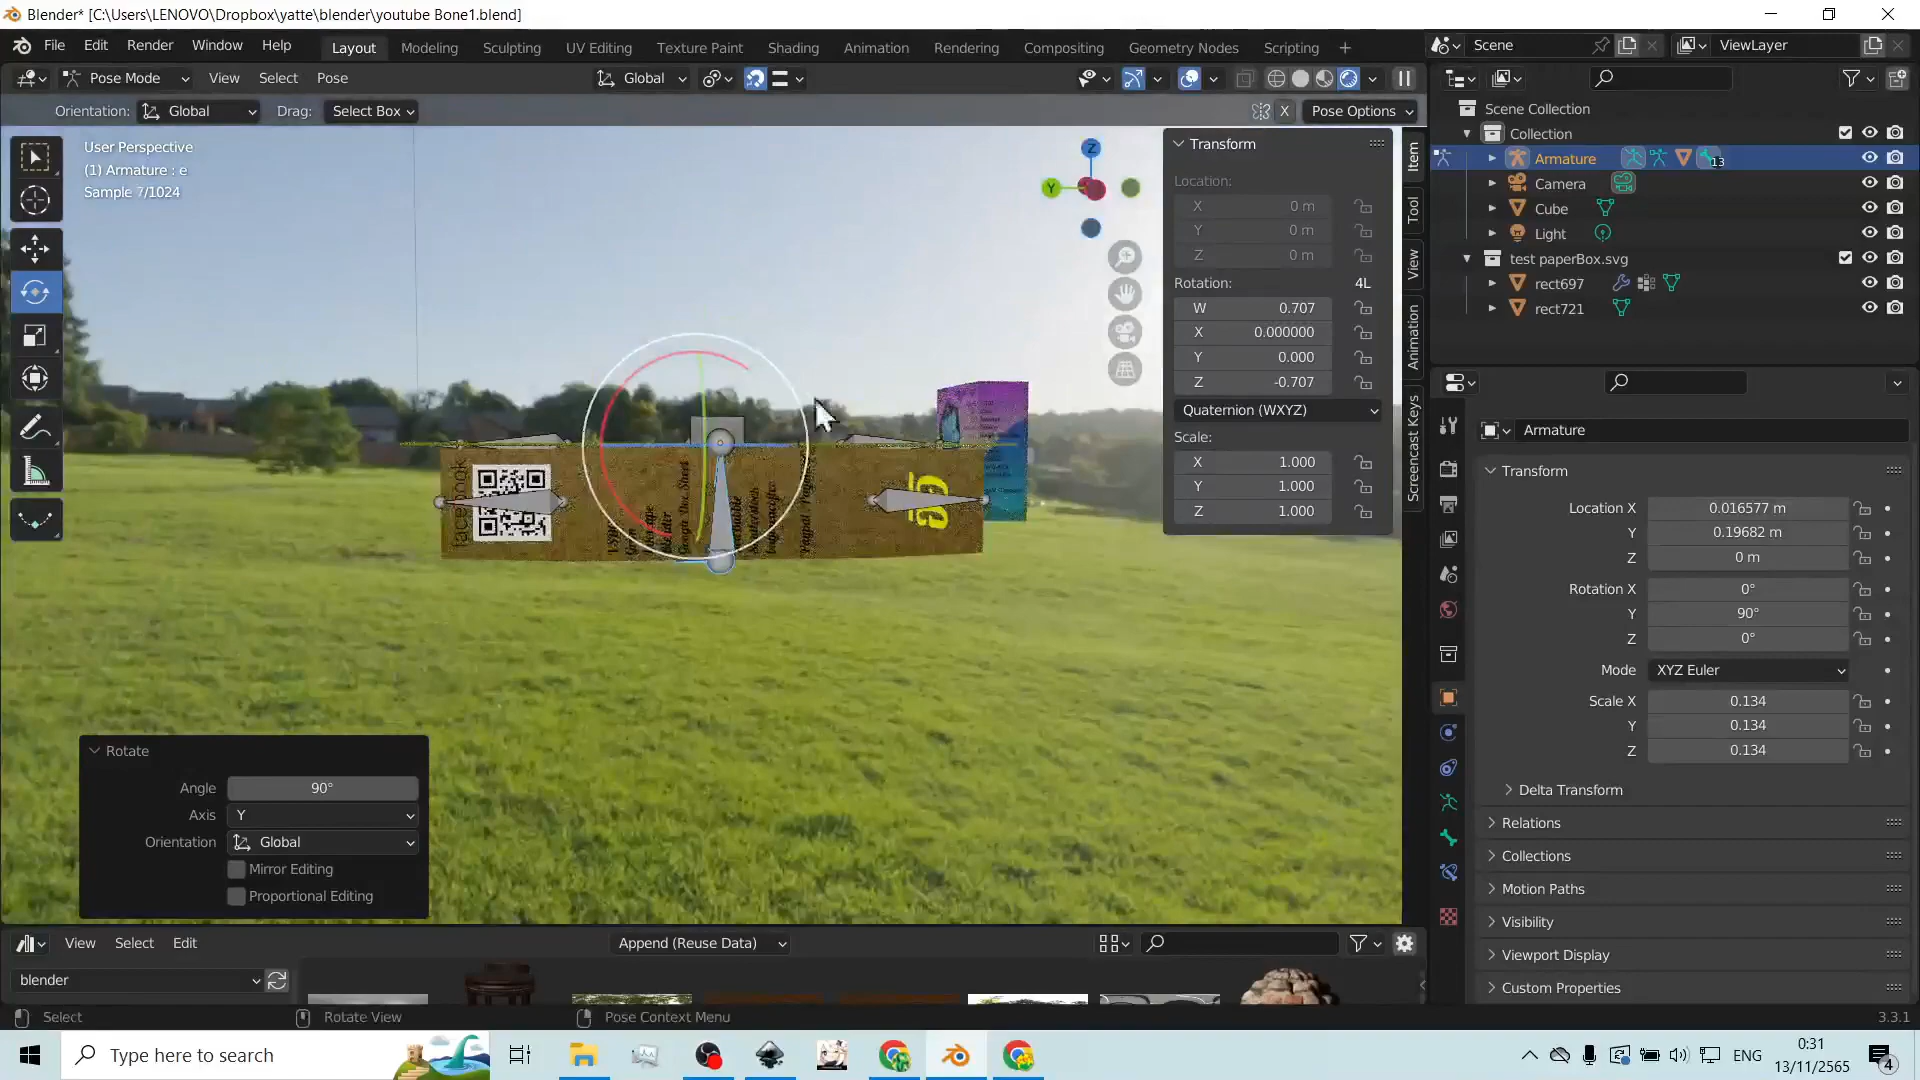 Blender* [C:\Users\LENOVO\Dropbox\yatte\blender\youtube Bone1.blend]
File Edit Render Window Help
Layout Modeling Sculpting UV Editing Texture Paint Shading Animation Rendering Compositing Geometry Nodes Scripting +
Scene
ViewLayer
Pose Mode View Select Pose
Global
Orientation: Global Drag: Select Box
X Pose Options
User Perspective
(1) Armature : e
Sample 7/1024
Z
Y
Transform
Location:
X 0 m
Y 0 m
Z 0 m
Rotation: 4L
W 0.707
X 0.000000
Y 0.000
Z -0.707
Quaternion (WXYZ)
Scale:
X 1.000
Y 1.000
Z 1.000
Item
Tool
View
Animation
Screencast Keys
facebook
Scene Collection
Collection
Armature
13
Camera
Cube
Light
test paperBox.svg
rect697
rect721
Armature
Transform
Location X 0.016577 m
Y 0.19682 m
Z 0 m
Rotation X 0°
Y 90°
Z 0°
Mode XYZ Euler
Scale X 0.134
Y 0.134
Z 0.134
Delta Transform
Relations
Collections
Motion Paths
Visibility
Viewport Display
Custom Properties
Rotate
Angle 90°
Axis Y
Orientation Global
Mirror Editing
Proportional Editing
View Select Edit
Append (Reuse Data)
blender
Select
Rotate View
Pose Context Menu
3.3.1
Type here to search
ENG
0:31
13/11/2565
4